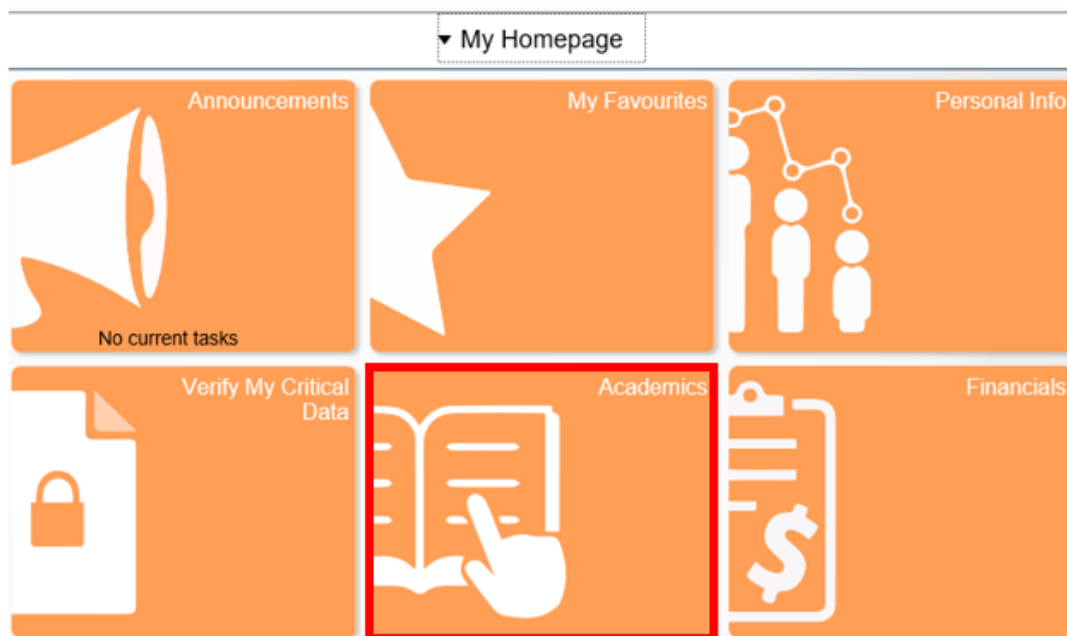 My Homepage
Announcements
My Favourites
Personal Info
No current tasks
Verify My Critical
Data
Academics
Financials
$